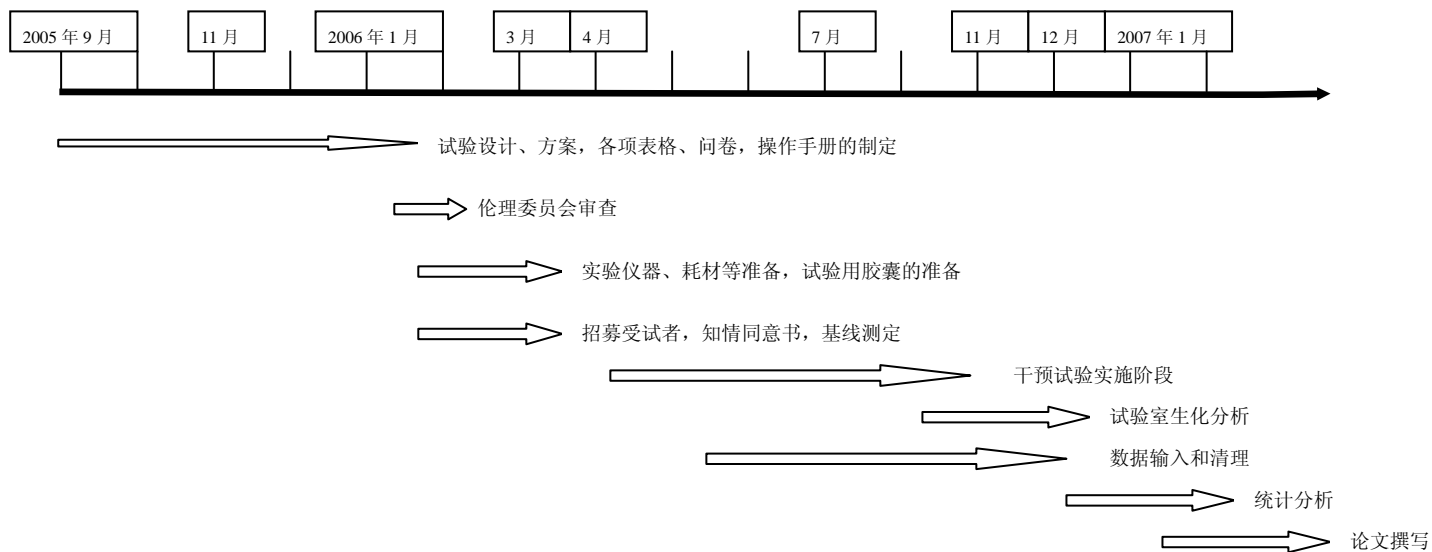 2005 年 9 月
11 月
2006 年 1 月
3 月
4 月
7 月
11 月
12 月
2007 年 1 月
试验设计、方案，各项表格、问卷，操作手册的制定
伦理委员会审查
实验仪器、耗材等准备，试验用胶囊的准备
招募受试者，知情同意书，基线测定
干预试验实施阶段
试验室生化分析
数据输入和清理
统计分析
论文撰写